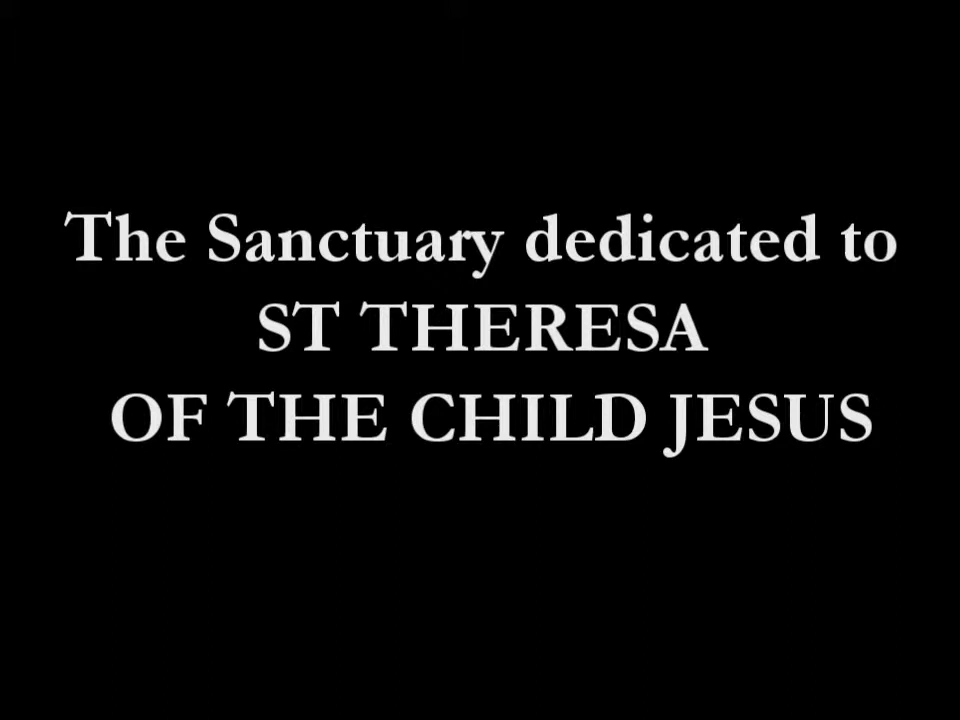 The Sanctuary dedicated to
ST THERESA
OF THE CHILD JESUS